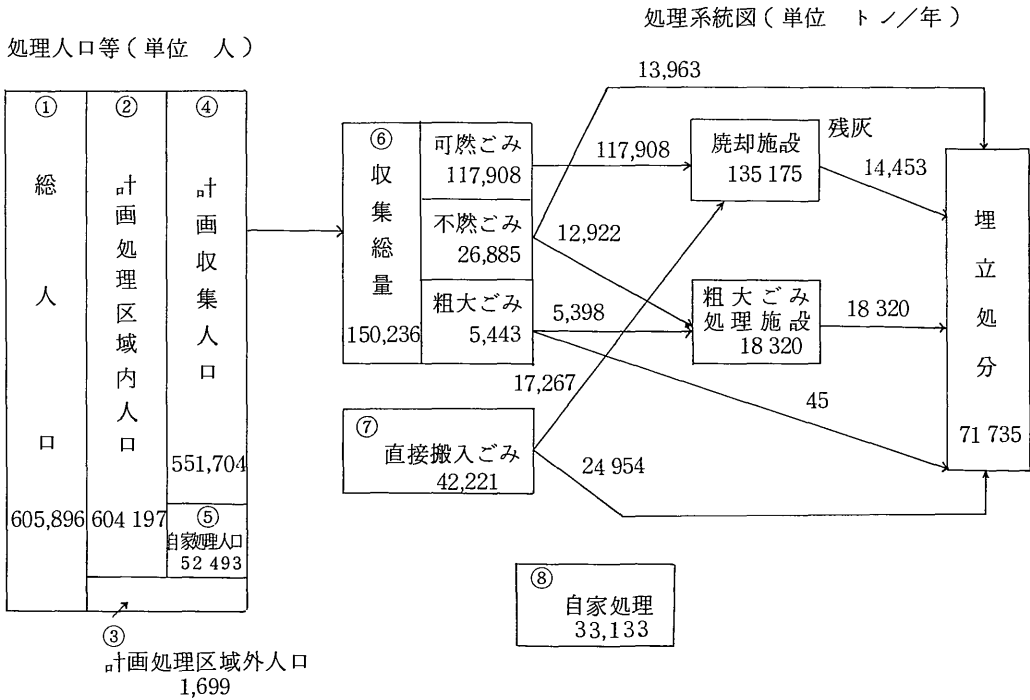 処理系統図(単位 トン/年)
処理人口等(単位 人)
①
総人口
605,896
②
計画処理区域内人口
604 197
④
計画収集人口
551,704
⑤
自家処理人口
52 493
③
計画処理区域外人口
1,699
⑥
収集総量
150,236
可燃ごみ
117,908
不燃ごみ
26,885
粗大ごみ
5,443
⑦
直接搬入ごみ
42,221
13,963
117,908
12,922
5,398
17,267
45
24 954
廃却施設
135 175
残灰
14,453
粗大ごみ
処理施設
18 320
18 320
埋立処分
71 735
⑧
自家処理
33,133